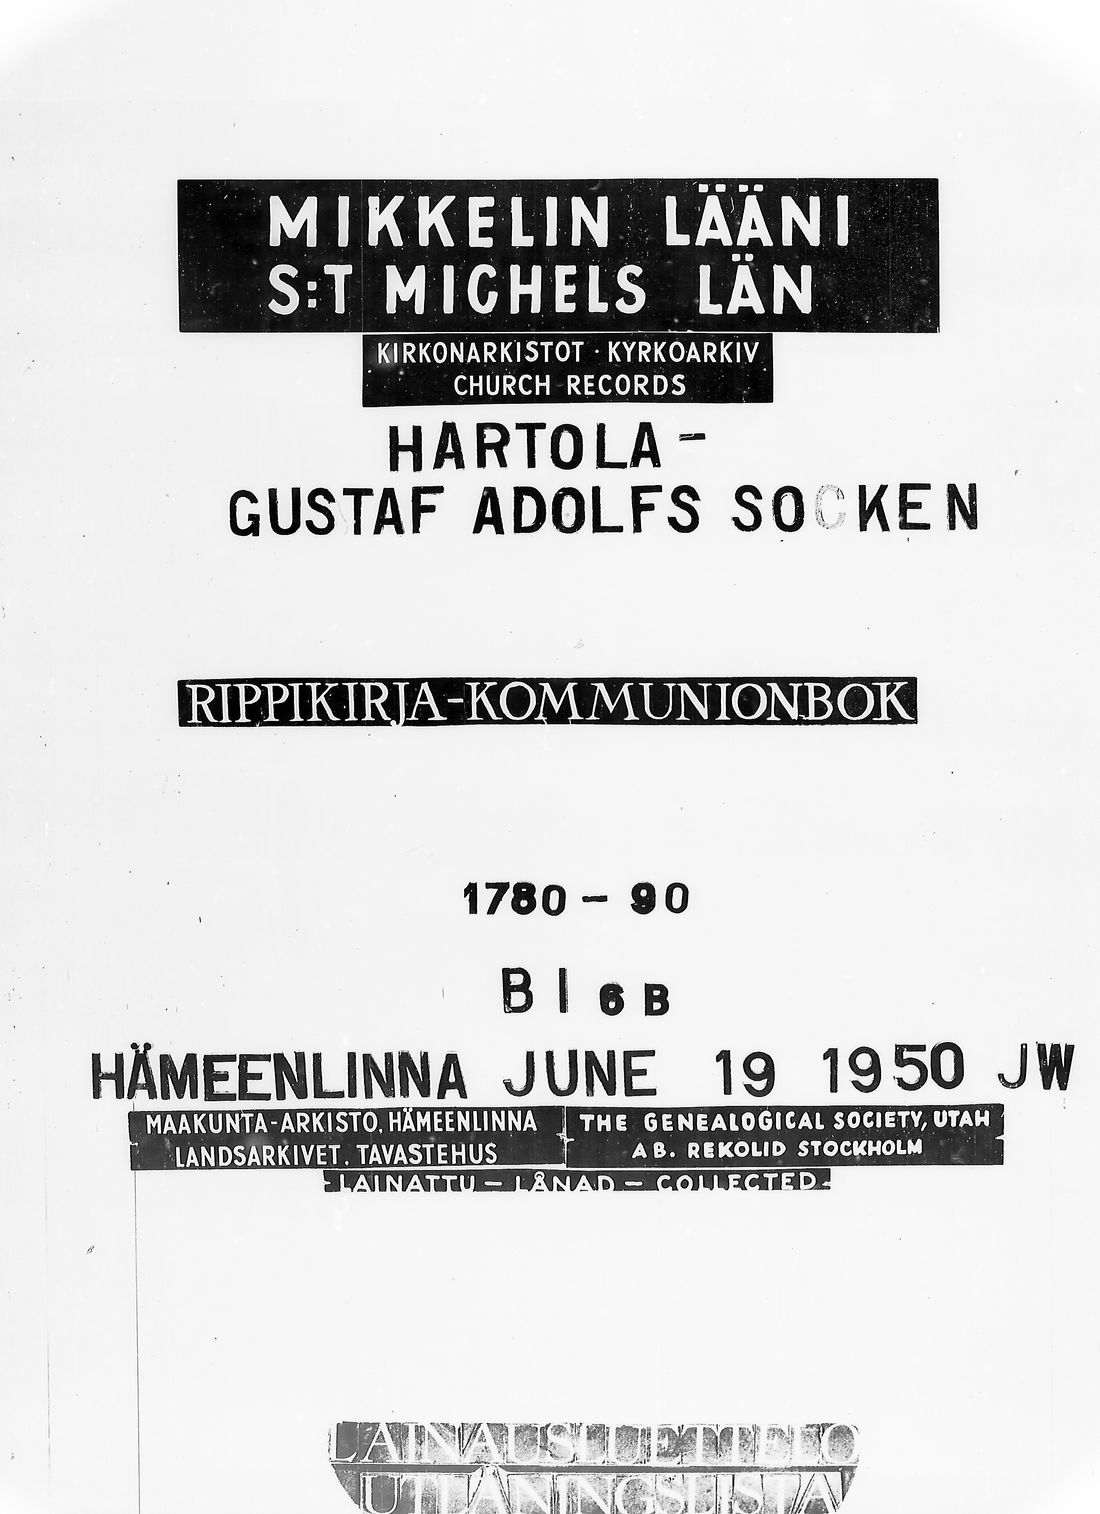 MIKKELIN LÄÄNI
S:T MICHELS LÄN
KIRKONARKISTOT · KYRKOARKIV
CHURCH RECORDS
HARTOLA-
GUSTAF ADOLFS SOCKEN
RIPPIKIRJA-KOMMUNIONBOK
1780-90
B I 6 B
HÄMEENLINNA JUNE 19 1950 JW
MAAKUNTA-ARKISTO, HÄMEENLINNA
LANDSARKIVET, TAVASTEHUS
THE GENEALOGICAL SOCIETY, UTAH
AB. REKOLID STOCKHOLM
-LAINATTU - LÅNAD - COLLECTED-
LAINAUSLUETTELO
UTLÅNINGSLISTA